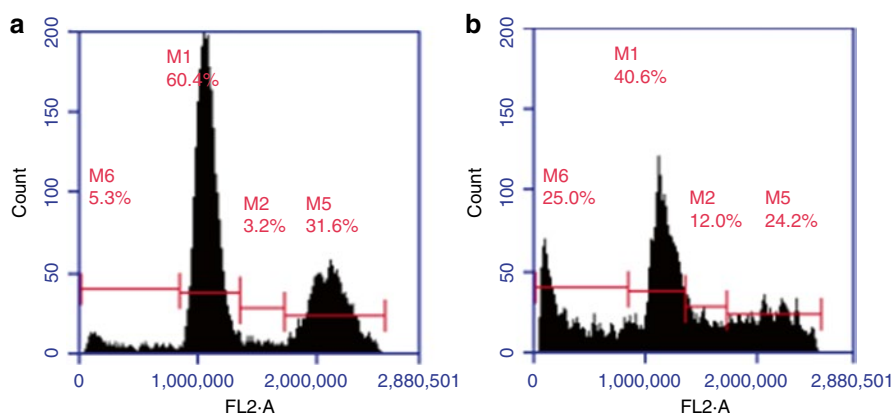 a
200
150
100
50
0
Count
M1
60.4%
M6
5.3%
M2
3.2%
M5
31.6%
0
1,000,000
2,000,000
2,880,501
FL2·A
b
200
150
100
50
0
Count
M1
40.6%
M6
25.0%
M2
12.0%
M5
24.2%
0
1,000,000
2,000,000
2,880,501
FL2·A